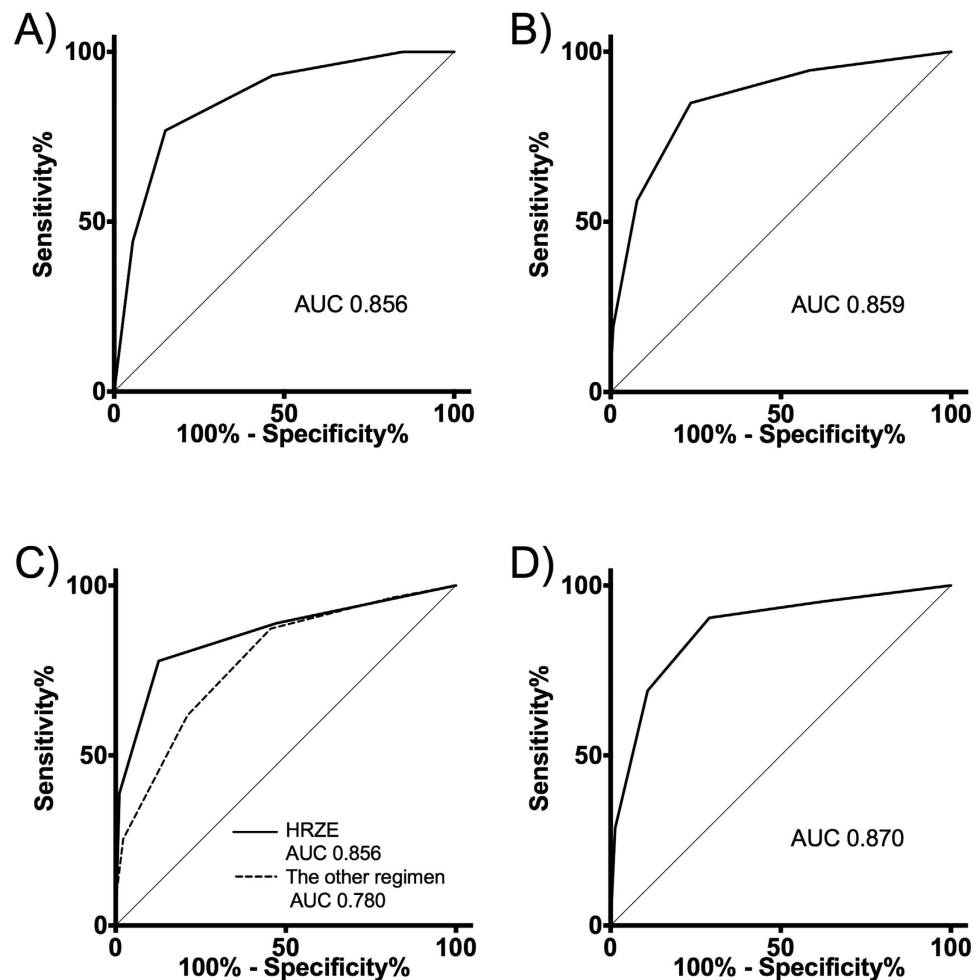 A)
100
Sensitivity%
50
AUC 0.856
0
0 50 100
100% - Specificity%
B)
100
Sensitivity%
50
AUC 0.859
0
0 50 100
100% - Specificity%
C)
100
Sensitivity%
50
HRZE
AUC 0.856
The other regimen
AUC 0.780
0
0 50 100
100% - Specificity%
D)
100
Sensitivity%
50
AUC 0.870
0
0 50 100
100% - Specificity%